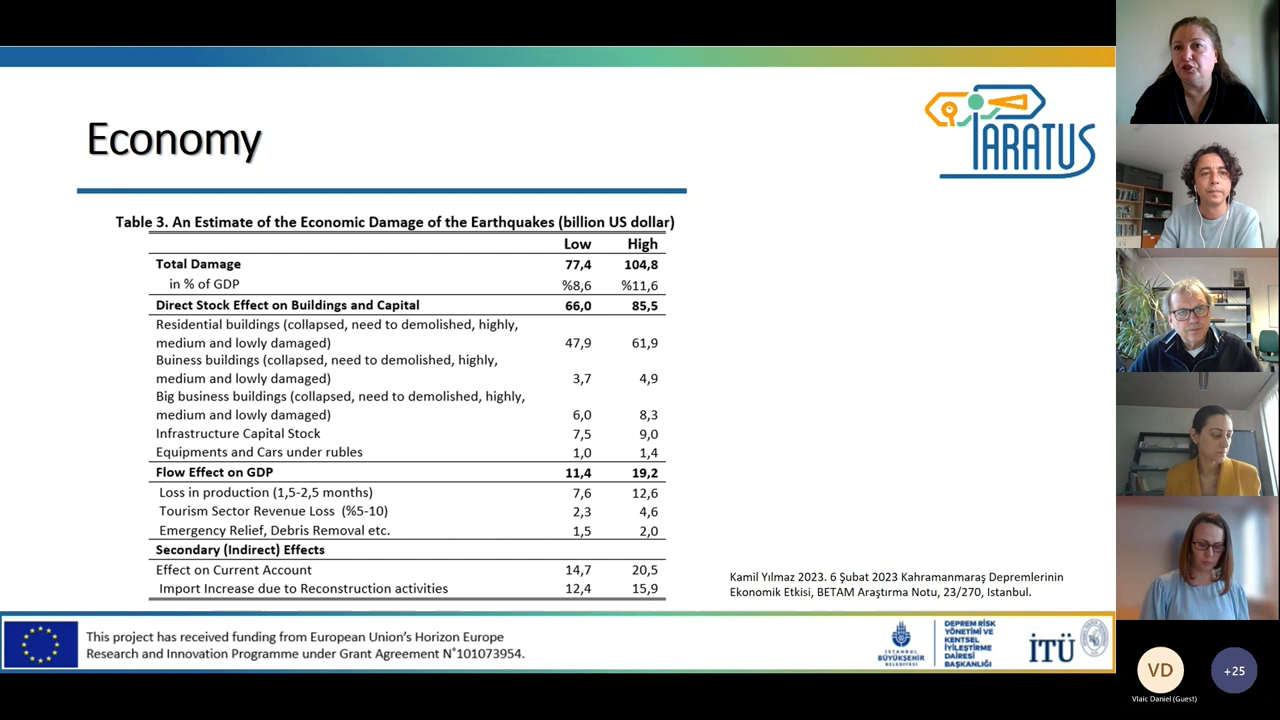 Economy
PARATUS
Table 3. An Estimate of the Economic Damage of the Earthquakes (billion US dollar)
Low High
Total Damage 77,4 104,8
in % of GDP %8,6 %11,6
Direct Stock Effect on Buildings and Capital 66,0 85,5
Residential buildings (collapsed, need to demolished, highly,
medium and lowly damaged) 47,9 61,9
Buiness buildings (collapsed, need to demolished, highly,
medium and lowly damaged) 3,7 4,9
Big business buildings (collapsed, need to demolished, highly,
medium and lowly damaged) 6,0 8,3
Infrastructure Capital Stock 7,5 9,0
Equipments and Cars under rubles 1,0 1,4
Flow Effect on GDP 11,4 19,2
Loss in production (1,5-2,5 months) 7,6 12,6
Tourism Sector Revenue Loss (%5-10) 2,3 4,6
Emergency Relief, Debris Removal etc. 1,5 2,0
Secondary (Indirect) Effects
Effect on Current Account 14,7 20,5
Import Increase due to Reconstruction activities 12,4 15,9
Kamil Yılmaz 2023. 6 Şubat 2023 Kahramanmaraş Depremlerinin
Ekonomik Etkisi, BETAM Araştırma Notu, 23/270, Istanbul.
This project has received funding from European Union's Horizon Europe
Research and Innovation Programme under Grant Agreement N˚101073954.
İSTANBUL
BÜYÜKŞEHİR
BELEDİYESİ
DEPREM RİSK
YÖNETİMİ VE
KENTSEL
İYİLEŞTİRME
DAİRESİ
BAŞKANLIĞI
İTÜ
VD
Vlaic Daniel (Guest)
+25